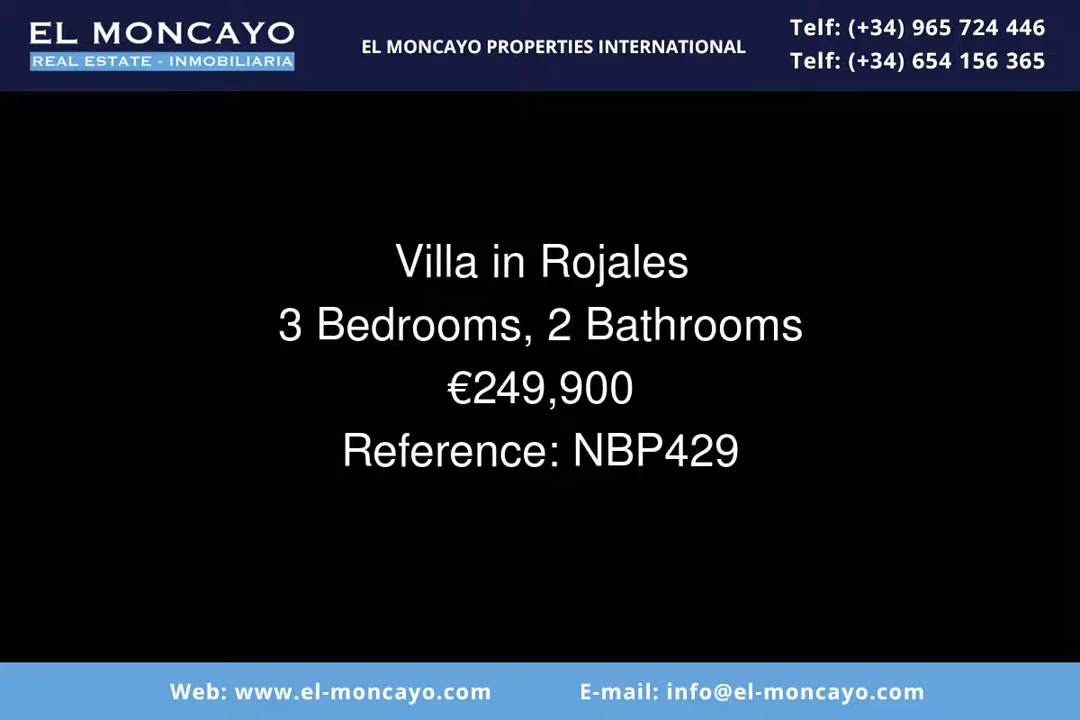 EL MONCAYO
REAL ESTATE - INMOBILIARIA
EL MONCAYO PROPERTIES INTERNATIONAL
Telf: (+34) 965 724 446
Telf: (+34) 654 156 365
Villa in Rojales
3 Bedrooms, 2 Bathrooms
€249,900
Reference: NBP429
Web: www.el-moncayo.com
E-mail: info@el-moncayo.com